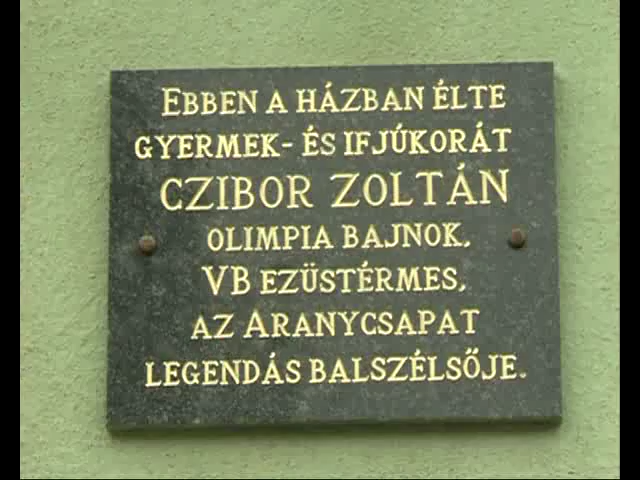 EBBEN A HÁZBAN ÉLTE
GYERMEK- ÉS IFJÚKORÁT
CZIBOR ZOLTÁN
OLIMPIA BAJNOK,
VB EZÜSTÉRMES,
AZ ARANYCSAPAT
LEGENDÁS BALSZÉLSŐJE.